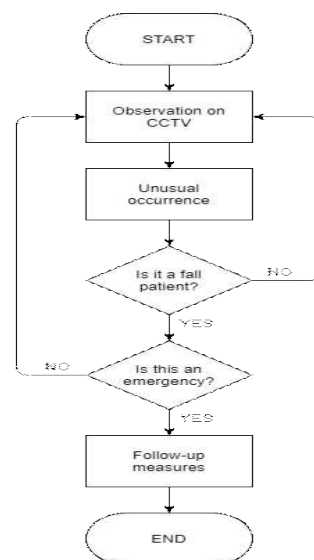 START
Observation on
CCTV
Unusual
occurrence
Is it a fall
patient?
NO
YES
Is this an
emergency?
NO
YES
Follow-up
measures
END